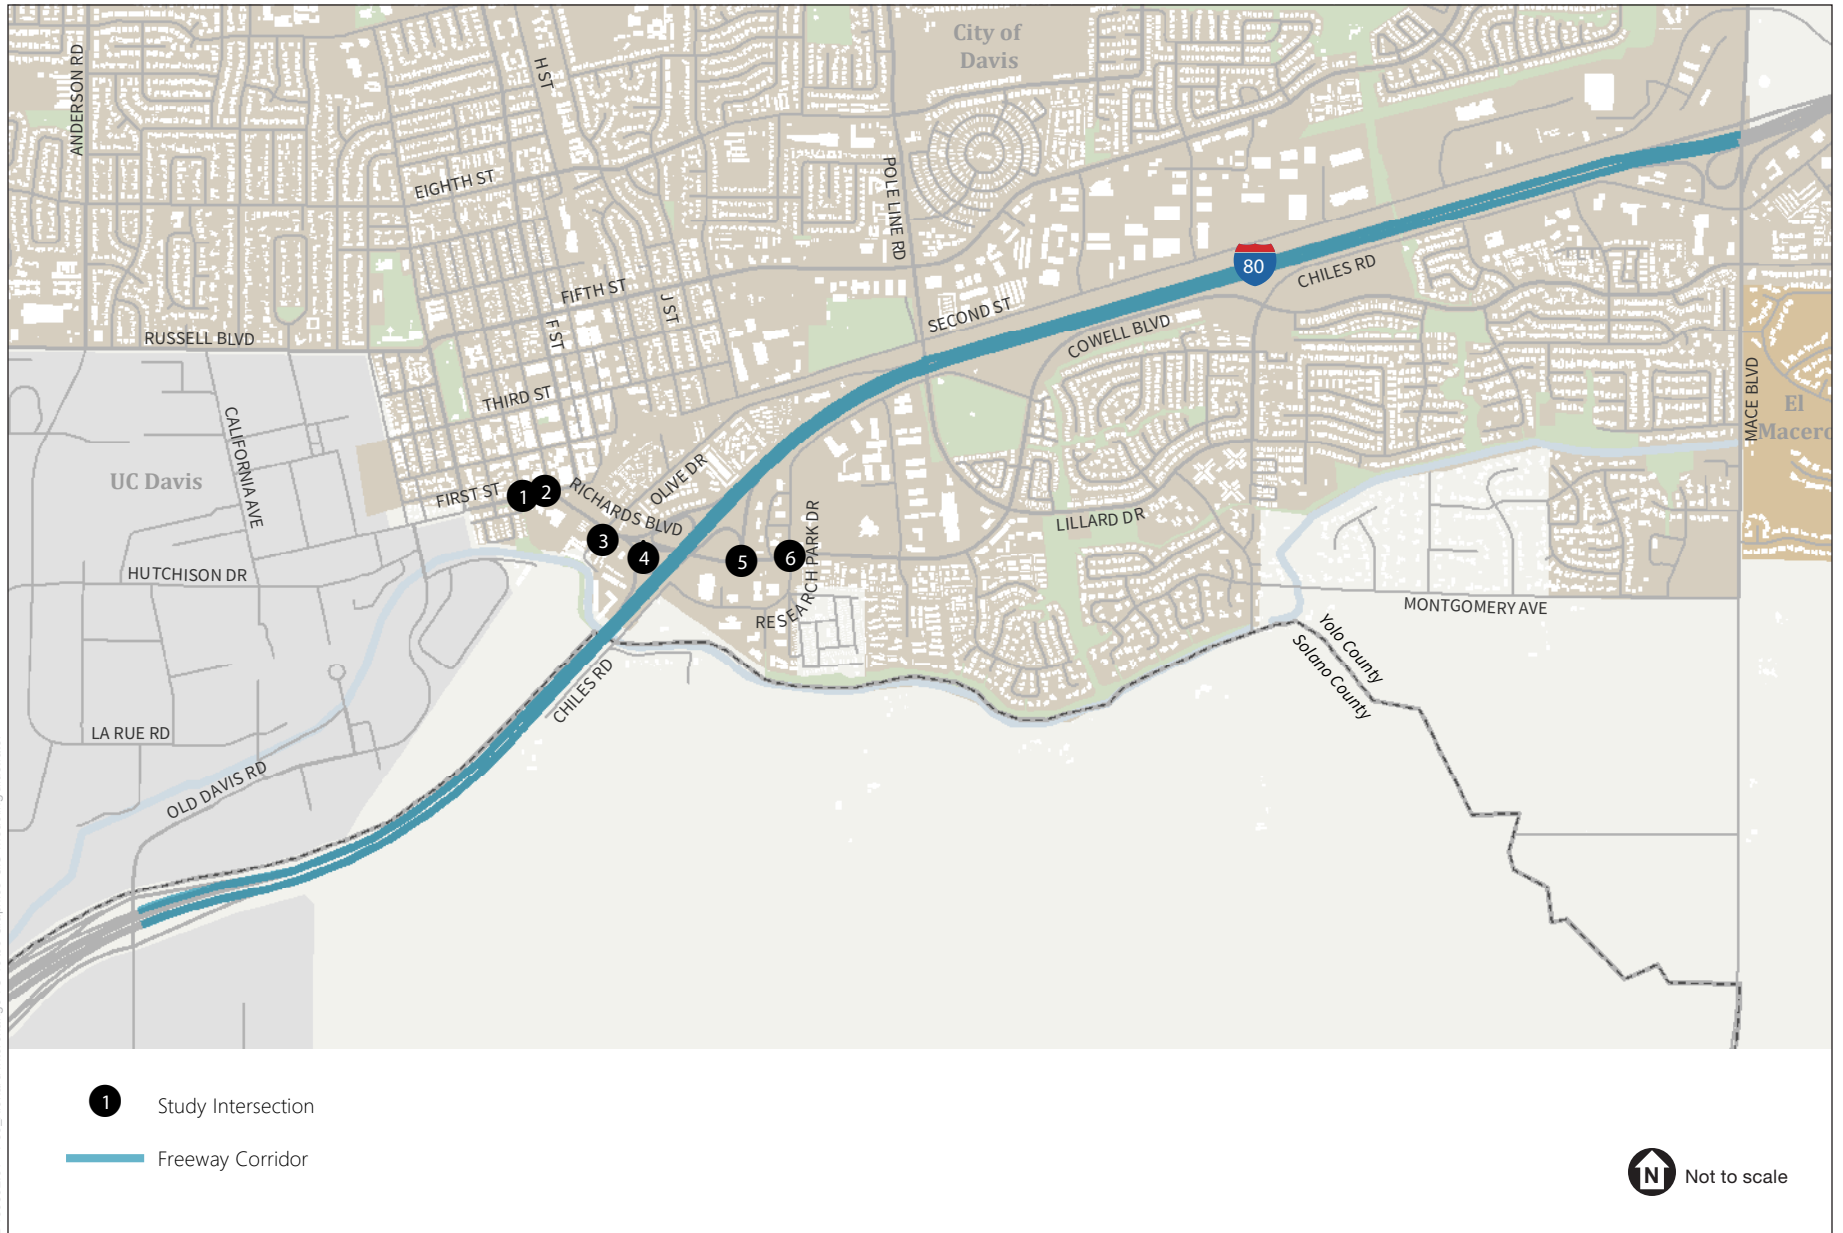 City of
Davis
ANDERSON RD
H ST
EIGHTH ST
POLE LINE RD
80
CHILES RD
FIFTH ST
J ST
F ST
SECOND ST
COWELL BLVD
RUSSELL BLVD
THIRD ST
MACE BLVD
El
Macero
CALIFORNIA AVE
UC Davis
FIRST ST
1
2
RICHARDS BLVD
OLIVE DR
3
4
5
6
RESEARCH PARK DR
LILLARD DR
HUTCHISON DR
MONTGOMERY AVE
Yolo County
Solano County
CHILES RD
LA RUE RD
OLD DAVIS RD
1
Study Intersection
Freeway Corridor
N
Not to scale